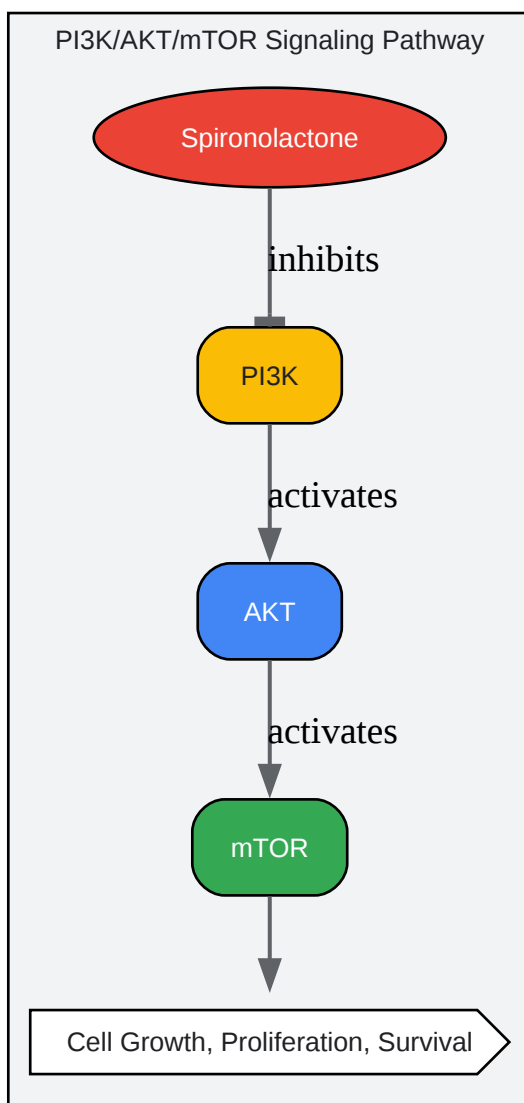 PI3K/AKT/mTOR Signaling Pathway
Spironolactone
inhibits
PI3K
activates
AKT
activates
mTOR
Cell Growth, Proliferation, Survival